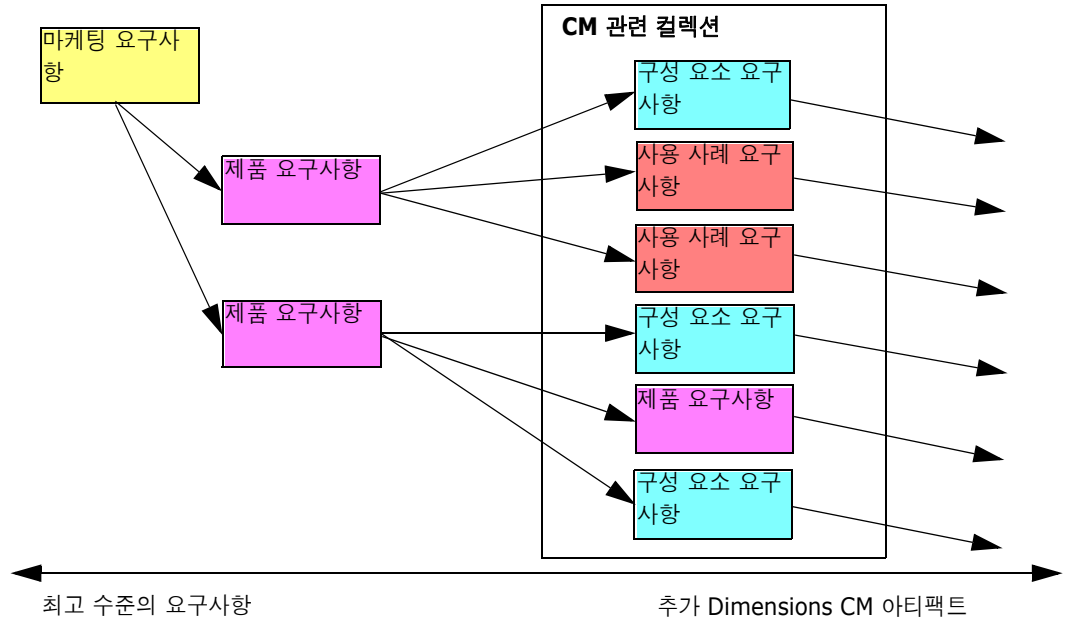 CM 관련 컬렉션
마케팅 요구사
항
제품 요구사항
제품 요구사항
구성 요소 요구
사항
사용 사례 요구
사항
사용 사례 요구
사항
구성 요소 요구
사항
제품 요구사항
구성 요소 요구
사항
최고 수준의 요구사항
추가 Dimensions CM 아티팩트